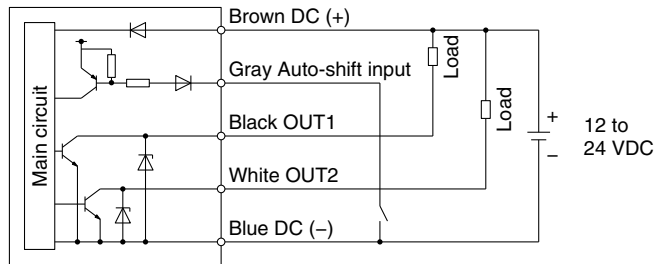 Brown DC (+)
Gray Auto-shift input
Black OUT1
White OUT2
Blue DC (−)
Main circuit
Load
Load
+
−
12 to
24 VDC